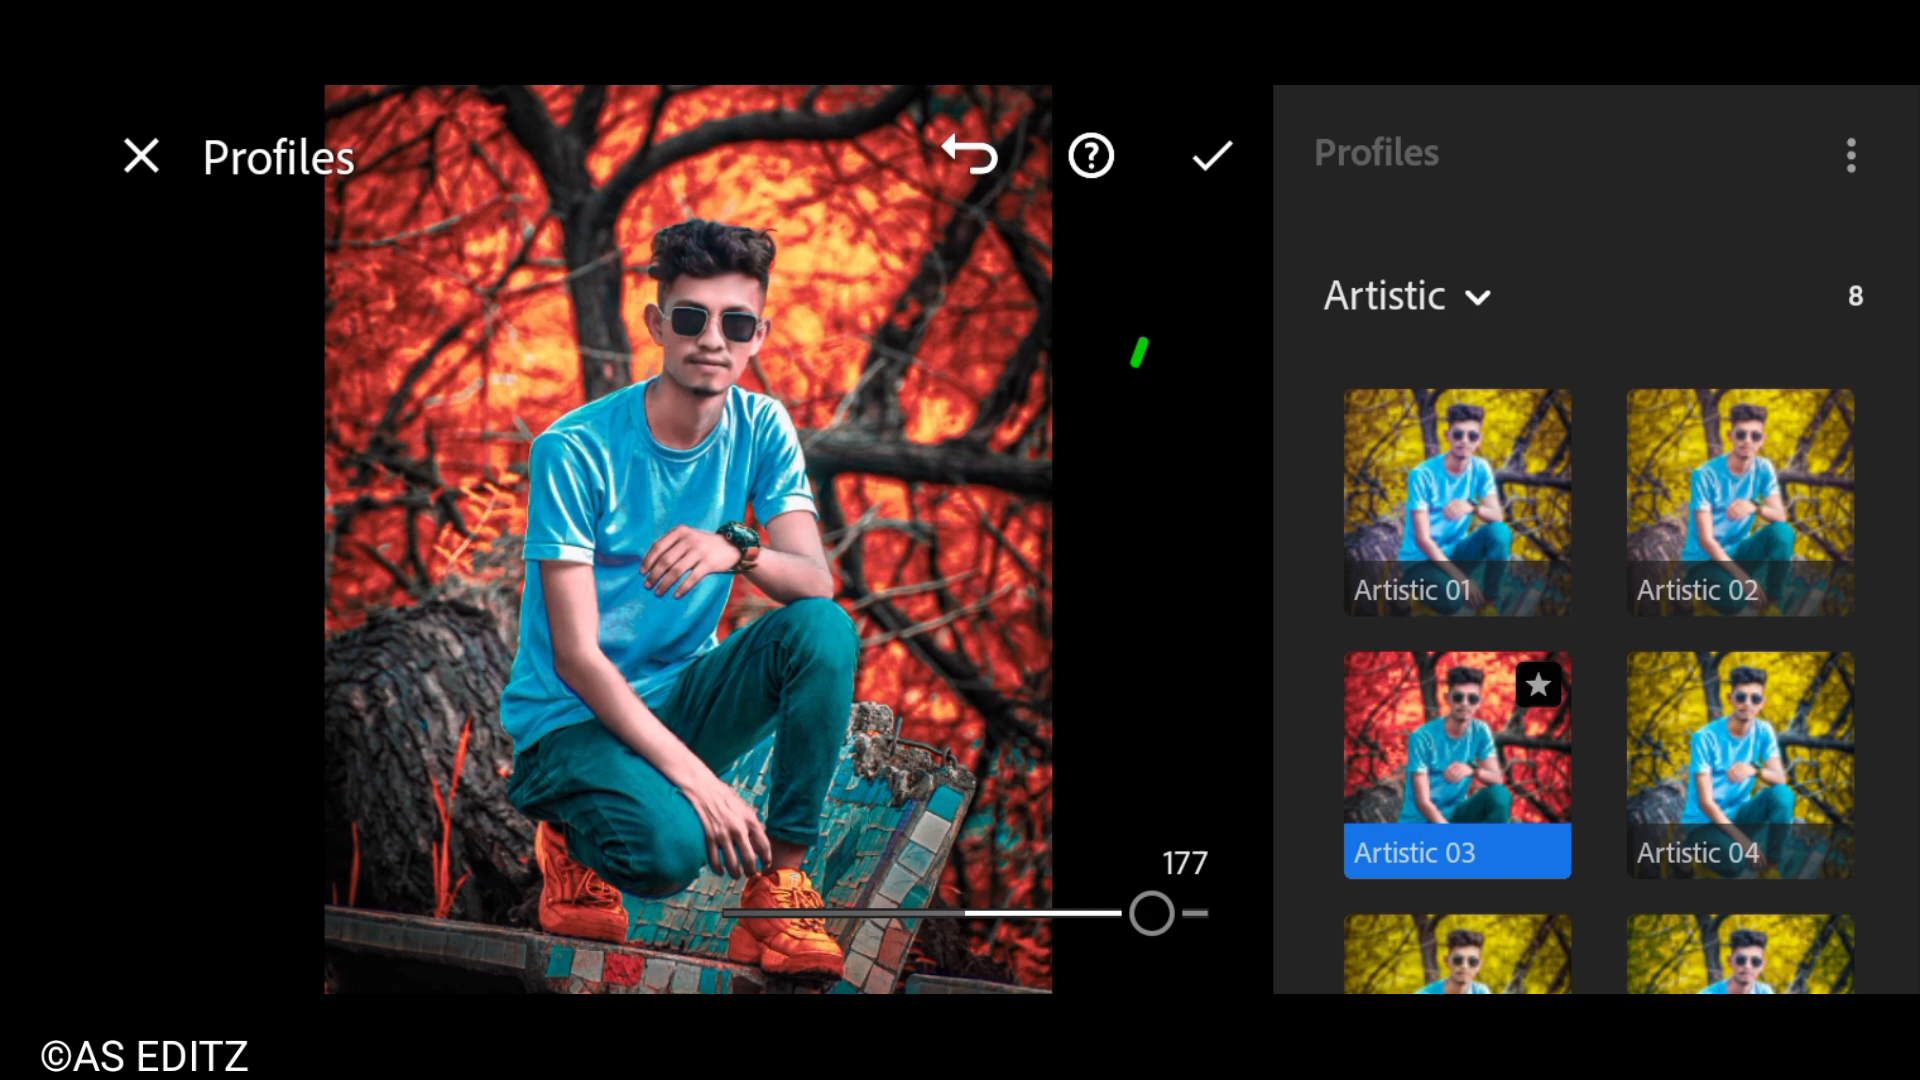 Profiles
Profiles
Artistic
8
Artistic 01
Artistic 02
Artistic 03
Artistic 04
177
©AS EDITZ